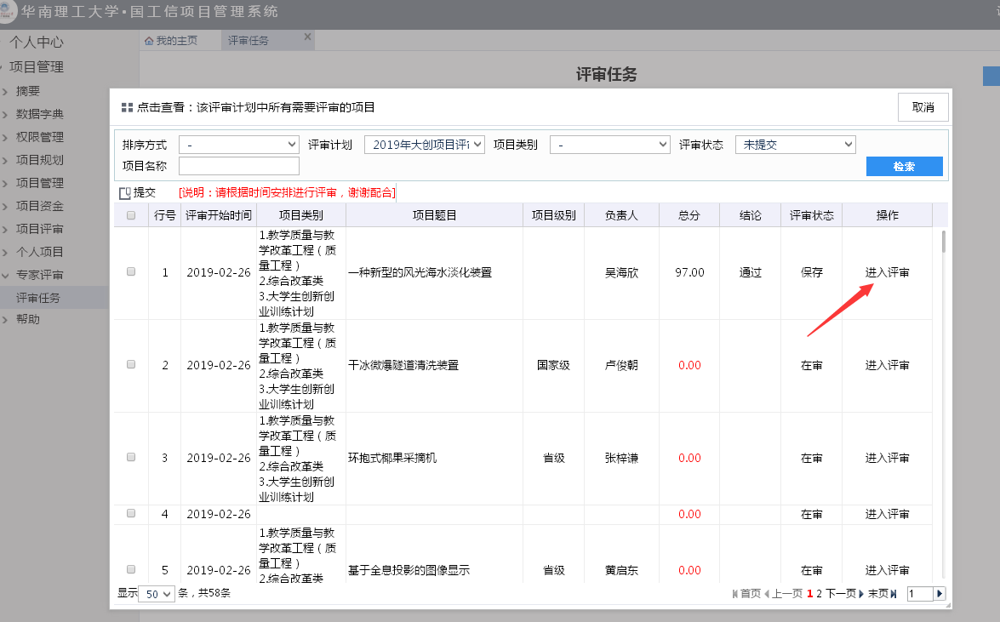 华南理工大学·国工信项目管理系统
个人中心
项目管理
摘要
数据字典
权限管理
项目规划
项目管理
项目资金
项目评审
个人项目
专家评审
评审任务
帮助
我的主页 评审任务 X
评审任务
点击查看：该评审计划中所有需要评审的项目 取消
排序方式 - 评审计划 2019年大创项目评 项目类别 - 评审状态 未提交
项目名称 检索
提交 [说明：请根据时间安排进行评审，谢谢配合]
行号 评审开始时间 项目类别 项目题目 项目级别 负责人 总分 结论 评审状态 操作
1.教学质量与教
学改革工程（质
量工程）
1 2019-02-26 一种新型的风光海水淡化装置 吴海欣 97.00 通过 保存 进入评审
2.综合改革类
3.大学生创新创
业训练计划
1.教学质量与教
学改革工程（质
量工程）
2 2019-02-26 干冰微爆隧道清洗装置 国家级 卢俊朝 0.00 在审 进入评审
2.综合改革类
3.大学生创新创
业训练计划
1.教学质量与教
学改革工程（质
量工程）
3 2019-02-26 环抱式椰果采摘机 省级 张梓谦 0.00 在审 进入评审
2.综合改革类
3.大学生创新创
业训练计划
4 2019-02-26 0.00 在审 进入评审
1.教学质量与教
学改革工程（质
量工程）
5 2019-02-26 基于全息投影的图像显示 省级 黄启东 0.00 在审 进入评审
2.综合改革类
显示 50 条，共58条 首页 上一页 1 2 下一页 末页 1